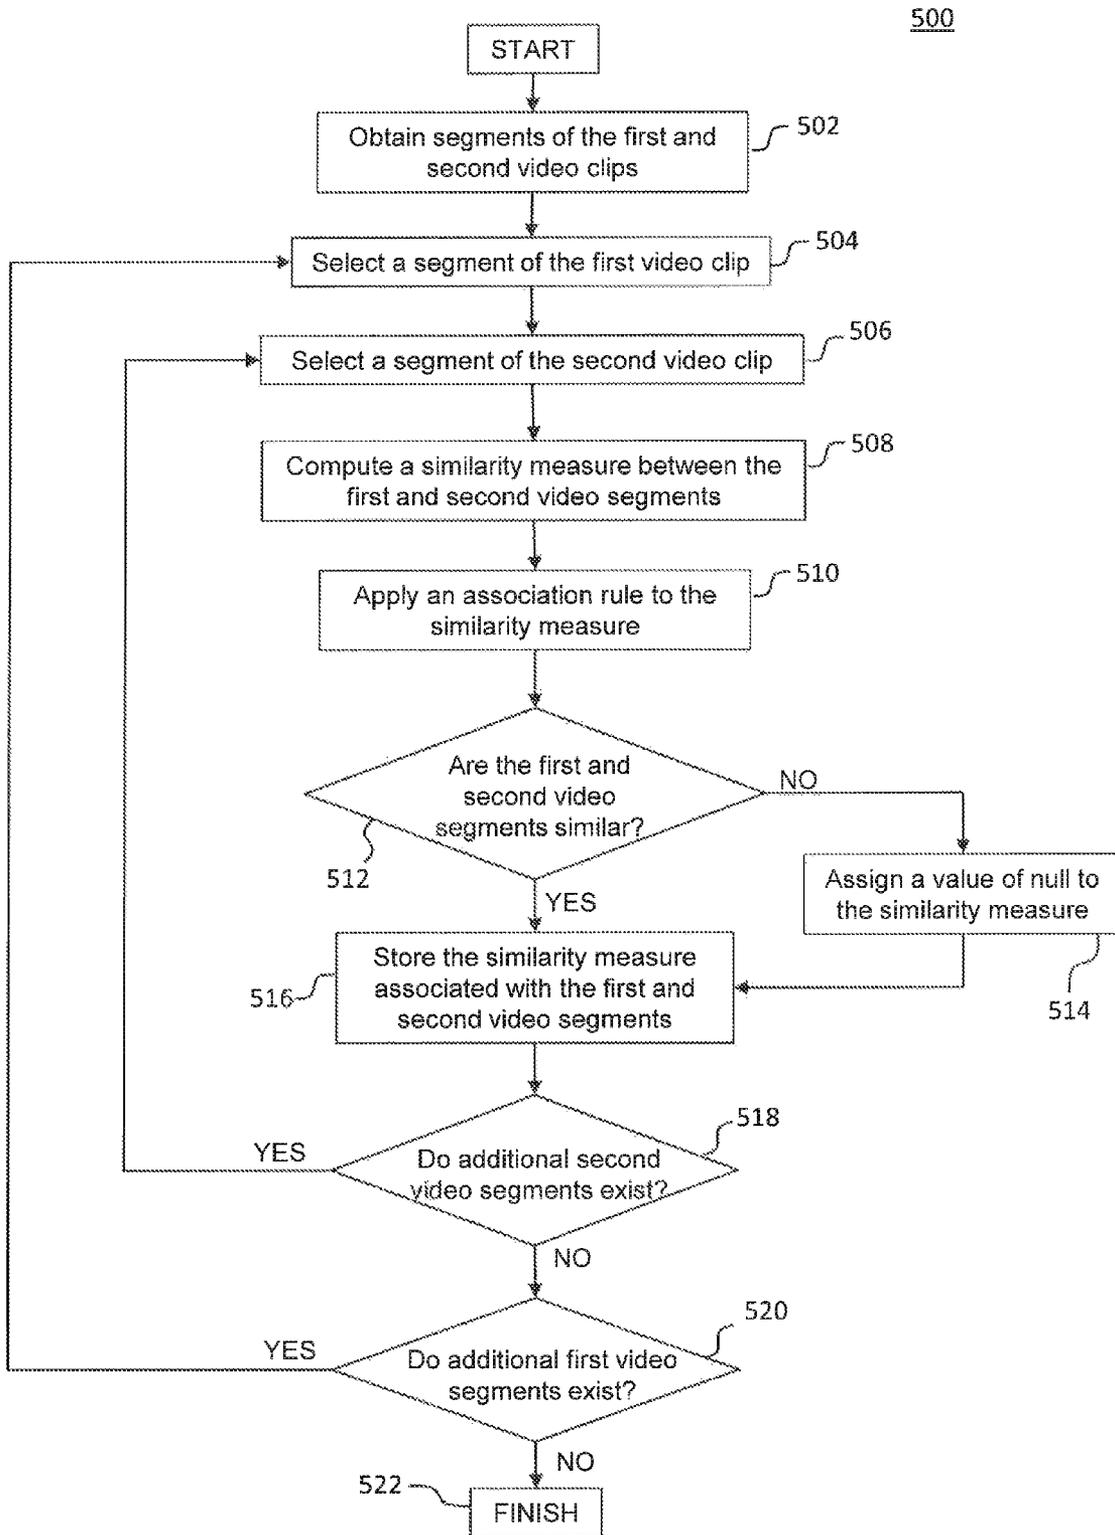 500
START
Obtain segments of the first and
second video clips
502
Select a segment of the first video clip
504
Select a segment of the second video clip
506
Compute a similarity measure between the
first and second video segments
508
Apply an association rule to the
similarity measure
510
Are the first and
second video
segments similar?
512
NO
YES
Assign a value of null to
the similarity measure
514
Store the similarity measure
associated with the first and
second video segments
516
Do additional second
video segments exist?
518
YES
NO
Do additional first video
segments exist?
520
YES
NO
522
FINISH